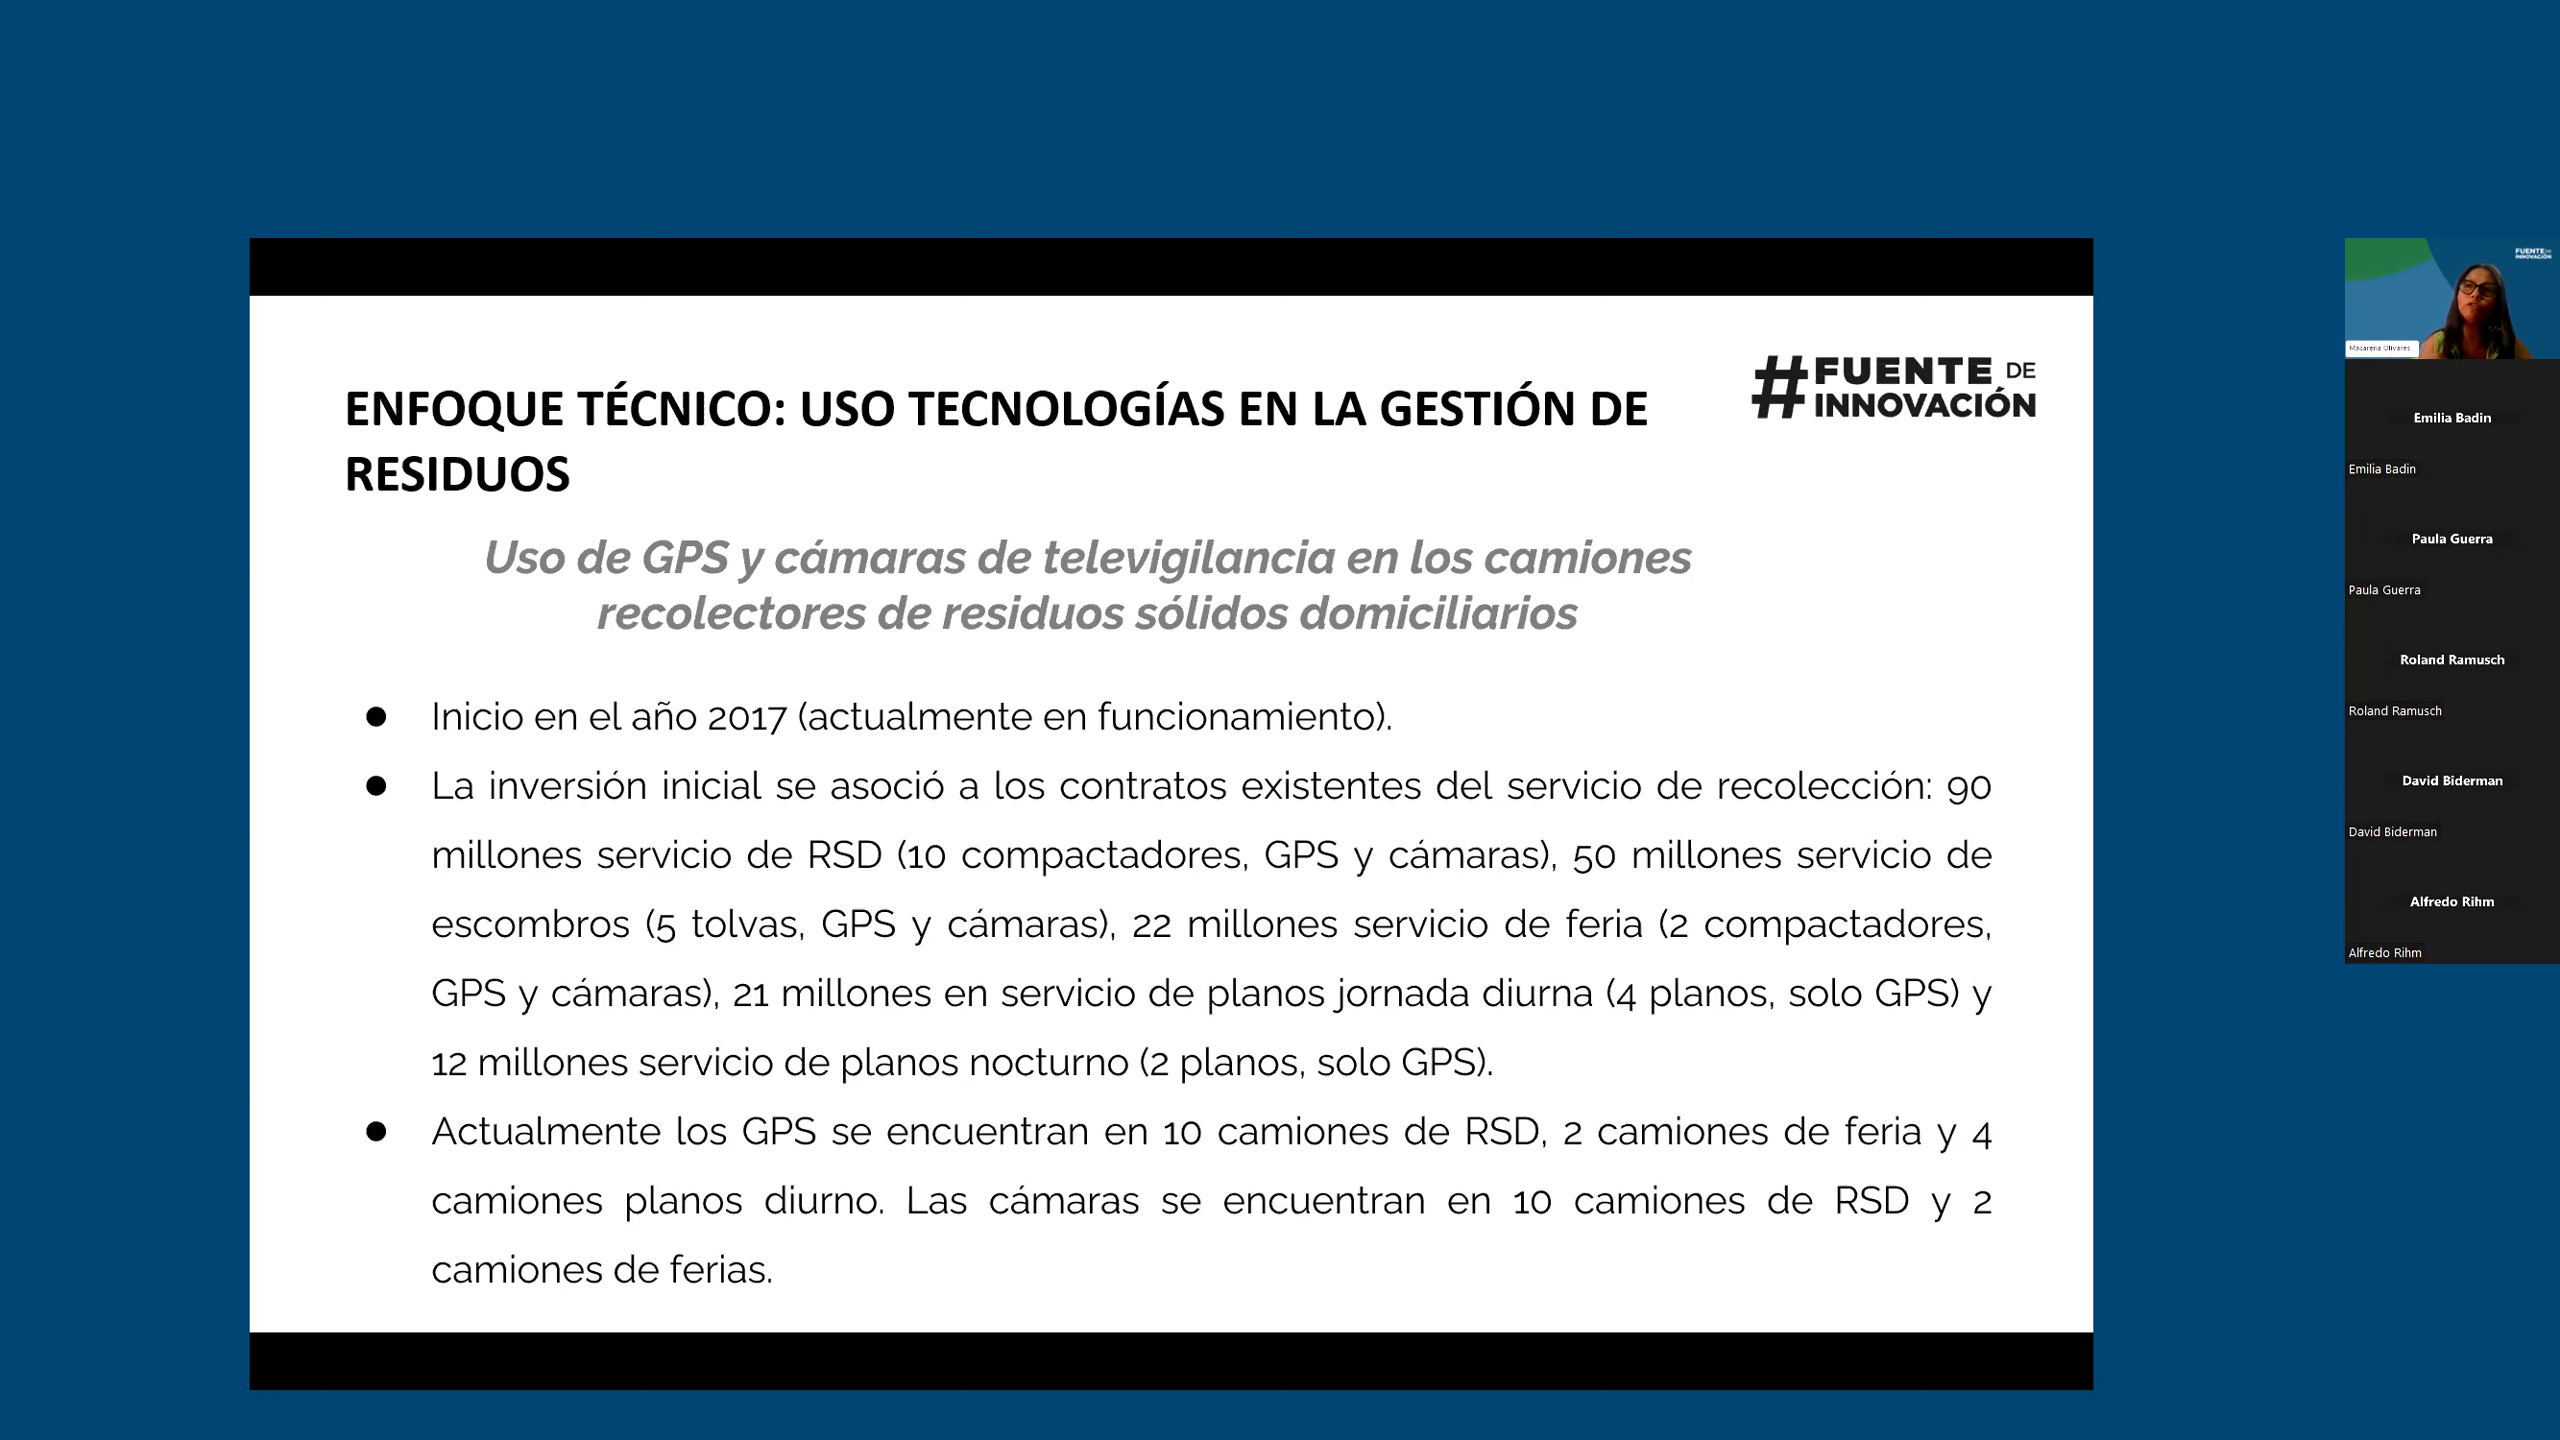 #FUENTE DE
INNOVACIÓN
ENFOQUE TÉCNICO: USO TECNOLOGÍAS EN LA GESTIÓN DE
RESIDUOS
Uso de GPS y cámaras de televigilancia en los camiones
recolectores de residuos sólidos domiciliarios
● Inicio en el año 2017 (actualmente en funcionamiento).
● La inversión inicial se asoció a los contratos existentes del servicio de recolección: 90
millones servicio de RSD (10 compactadores, GPS y cámaras), 50 millones servicio de
escombros (5 tolvas, GPS y cámaras), 22 millones servicio de feria (2 compactadores,
GPS y cámaras), 21 millones en servicio de planos jornada diurna (4 planos, solo GPS) y
12 millones servicio de planos nocturno (2 planos, solo GPS).
● Actualmente los GPS se encuentran en 10 camiones de RSD, 2 camiones de feria y 4
camiones planos diurno. Las cámaras se encuentran en 10 camiones de RSD y 2
camiones de ferias.
FUENTE DE
INNOVACIÓN
Macarena Olivares
Emilia Badin
Emilia Badin
Paula Guerra
Paula Guerra
Roland Ramusch
Roland Ramusch
David Biderman
David Biderman
Alfredo Rihm
Alfredo Rihm